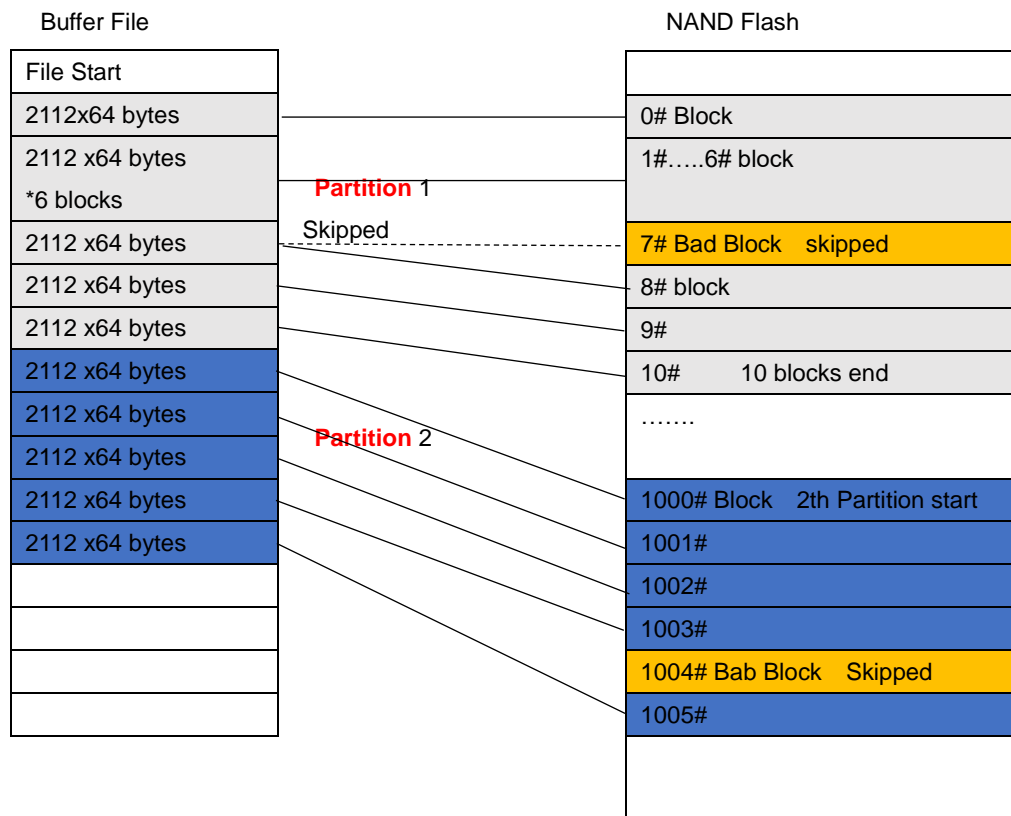 Buffer File
NAND Flash
File Start
2112x64 bytes
0# Block
2112 x64 bytes
*6 blocks
1#…..6# block
Partition 1
Skipped
2112 x64 bytes
7# Bad Block skipped
2112 x64 bytes
8# block
2112 x64 bytes
9#
2112 x64 bytes
10# 10 blocks end
2112 x64 bytes
…….
Partition 2
2112 x64 bytes
2112 x64 bytes
1000# Block 2th Partition start
2112 x64 bytes
1001#
1002#
1003#
1004# Bab Block Skipped
1005#